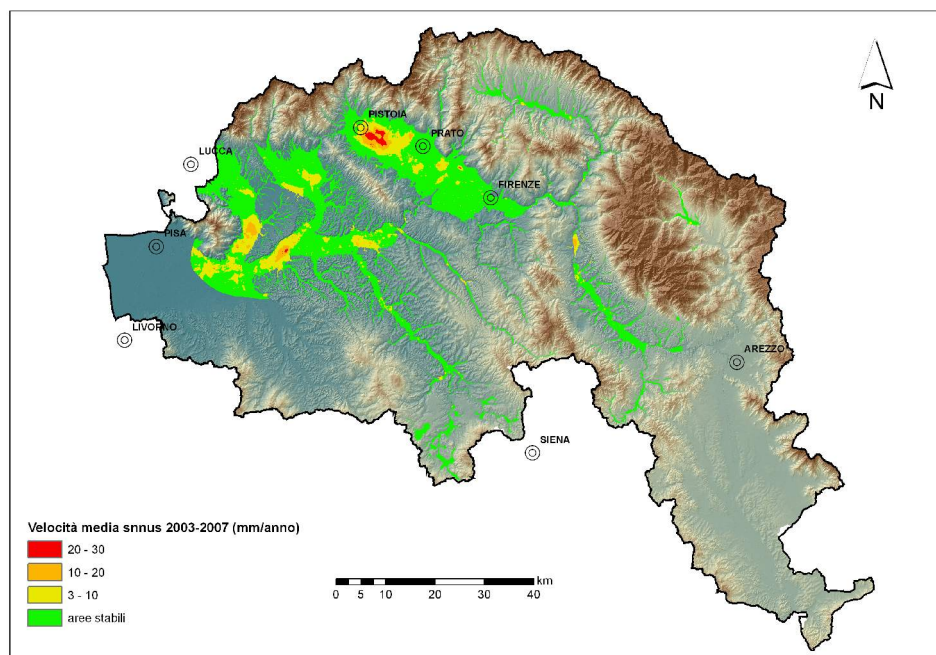 N
PISTOIA
PRATO
LUCCA
FIRENZE
PISA
LIVORNO
AREZZO
SIENA
Velocità media snnus 2003-2007 (mm/anno)
20 - 30
10 - 20
3 - 10
aree stabili
km
0 5 10 20 30 40